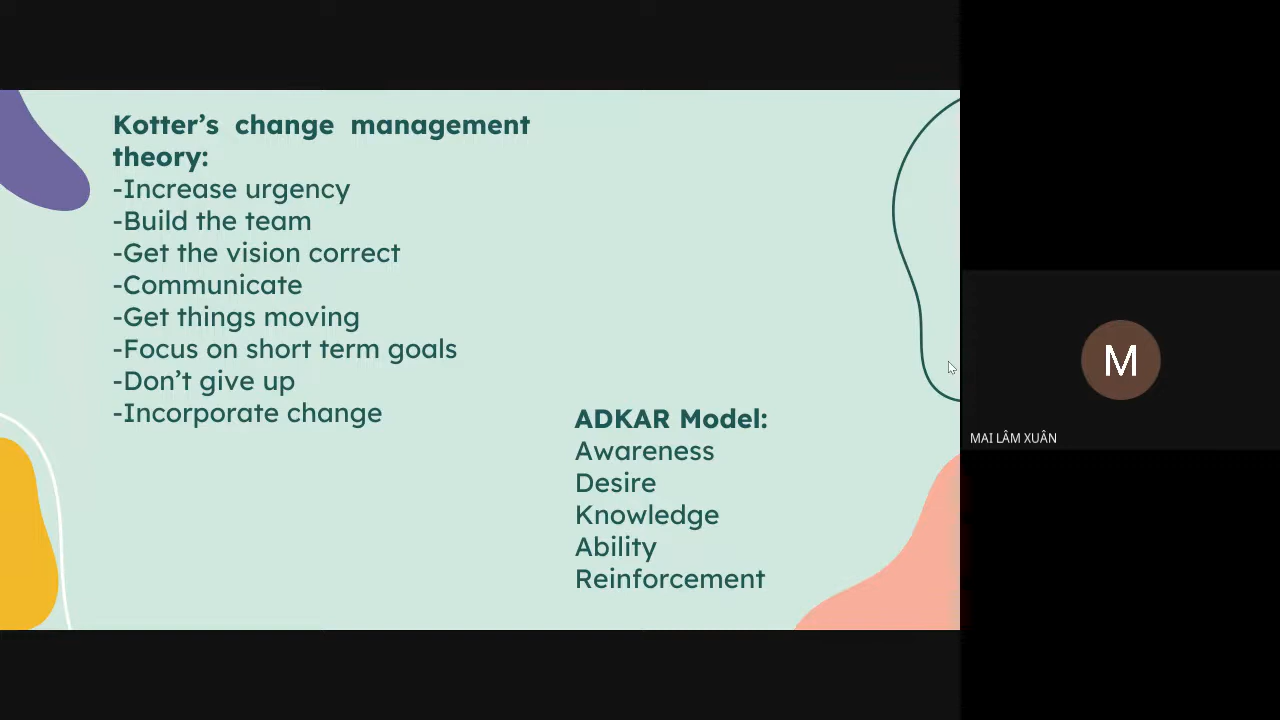 Kotter’s change management
theory:
-Increase urgency
-Build the team
-Get the vision correct
-Communicate
-Get things moving
-Focus on short term goals
-Don’t give up
-Incorporate change
ADKAR Model:
Awareness
Desire
Knowledge
Ability
Reinforcement
M
MAI LÂM XUÂN